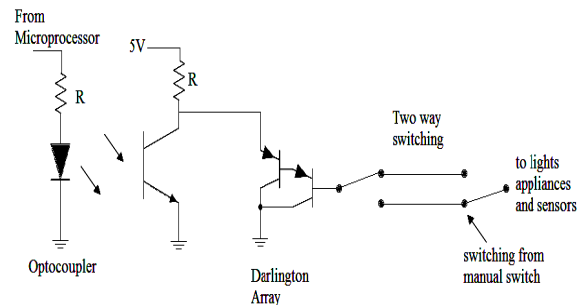 From
Microprocessor
5V
R
R
Two way
switching
to lights
appliances
and sensors
switching from
manual switch
Optocoupler
Darlington
Array